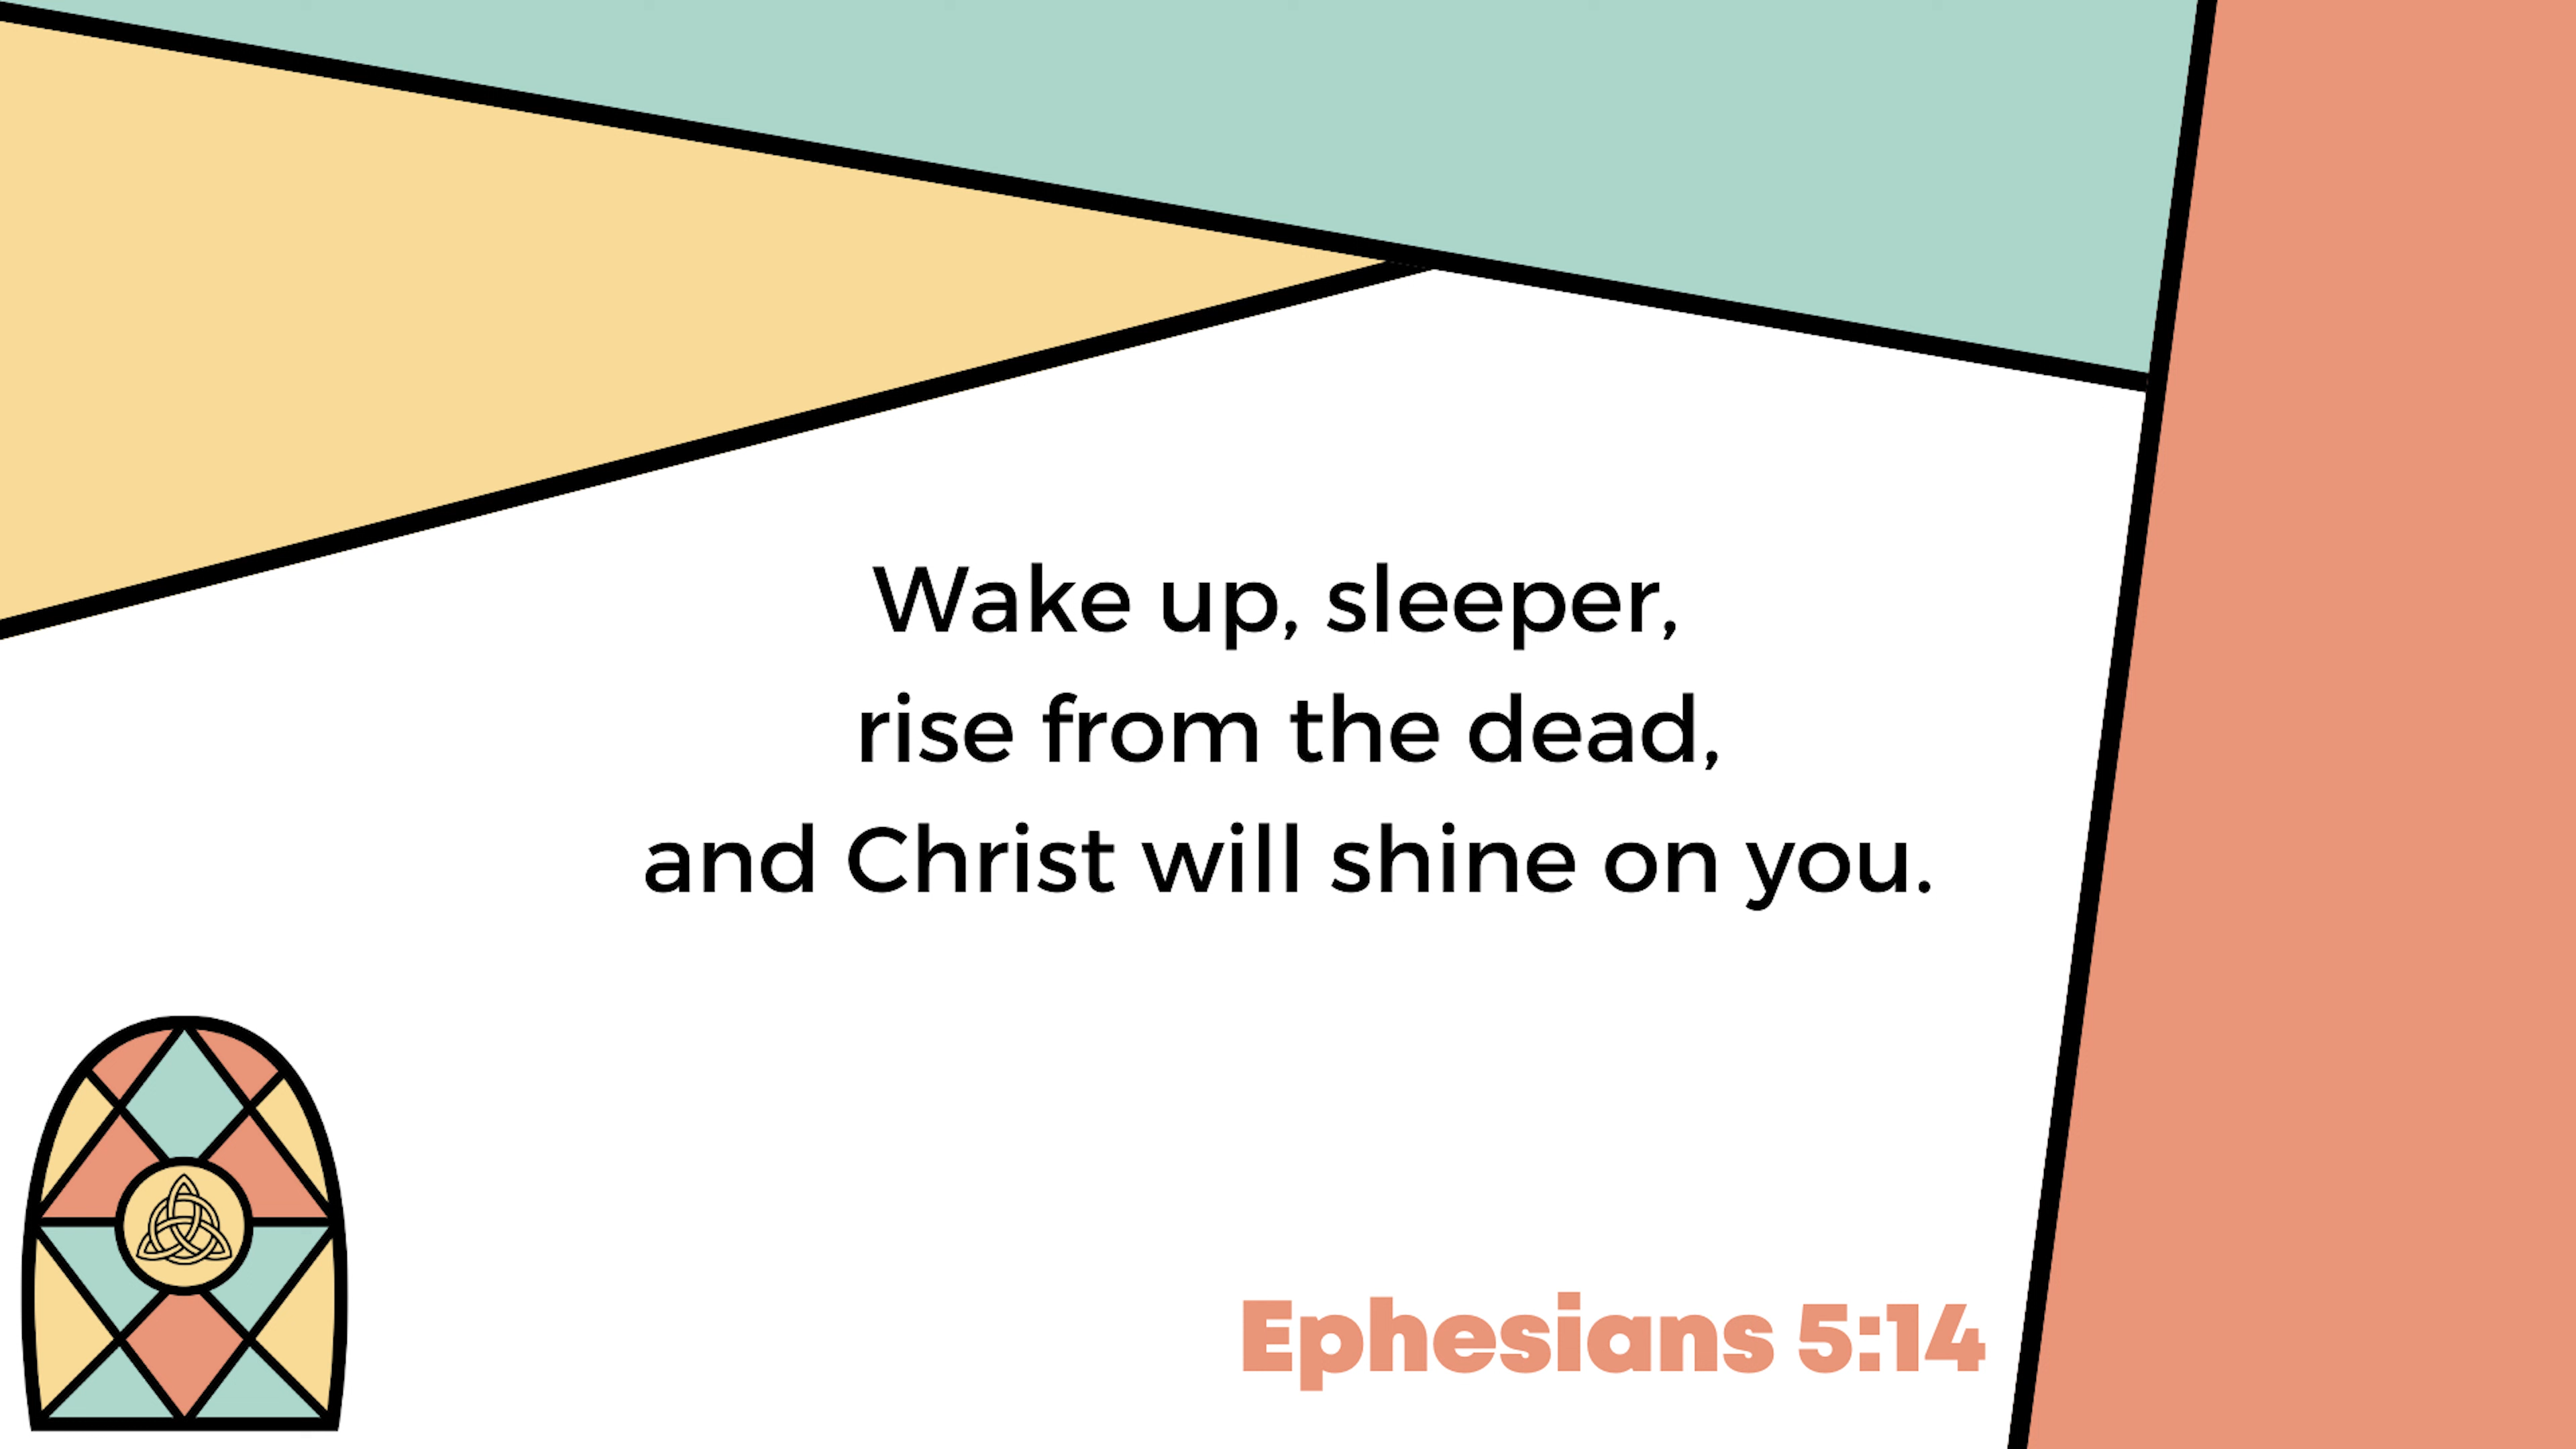 Wake up, sleeper,
rise from the dead,
and Christ will shine on you.
Ephesians 5:14